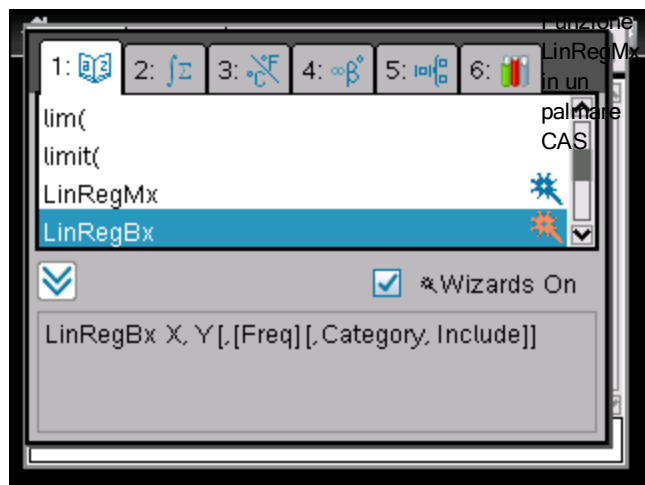 Funzione
LinRegMx
in un
palmare
CAS
1:
2: ∫Σ
3: °C°F
4: ∞β°
5:
6:
lim(
limit(
LinRegMx
LinRegBx
Wizards On
LinRegBx X, Y[,[Freq][,Category, Include]]